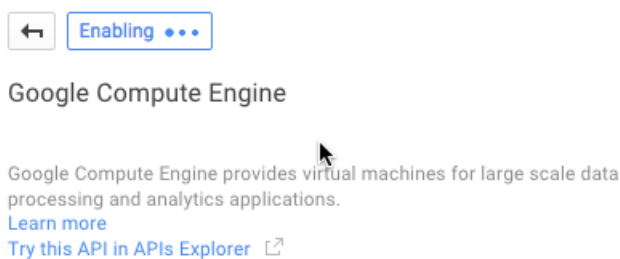 Enabling •••
Google Compute Engine
Google Compute Engine provides virtual machines for large scale data
processing and analytics applications.
Learn more
Try this API in APIs Explorer